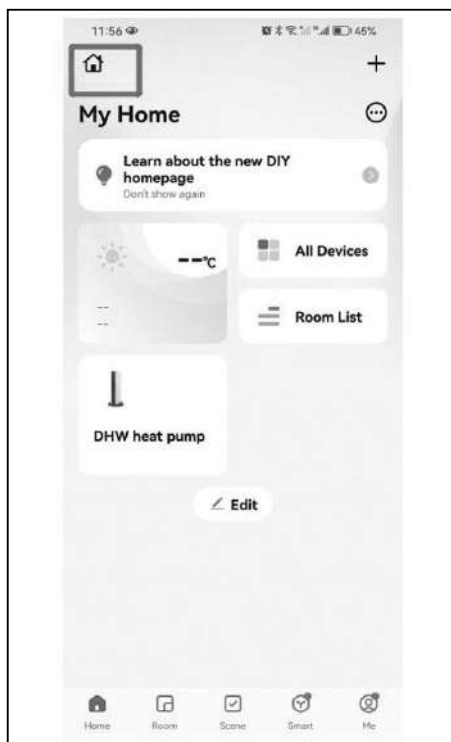 11:56
45%
My Home
Learn about the new DIY
homepage
Don't show again
--°C
All Devices
--
--
Room List
DHW heat pump
Edit
Home
Room
Scene
Smart
Me